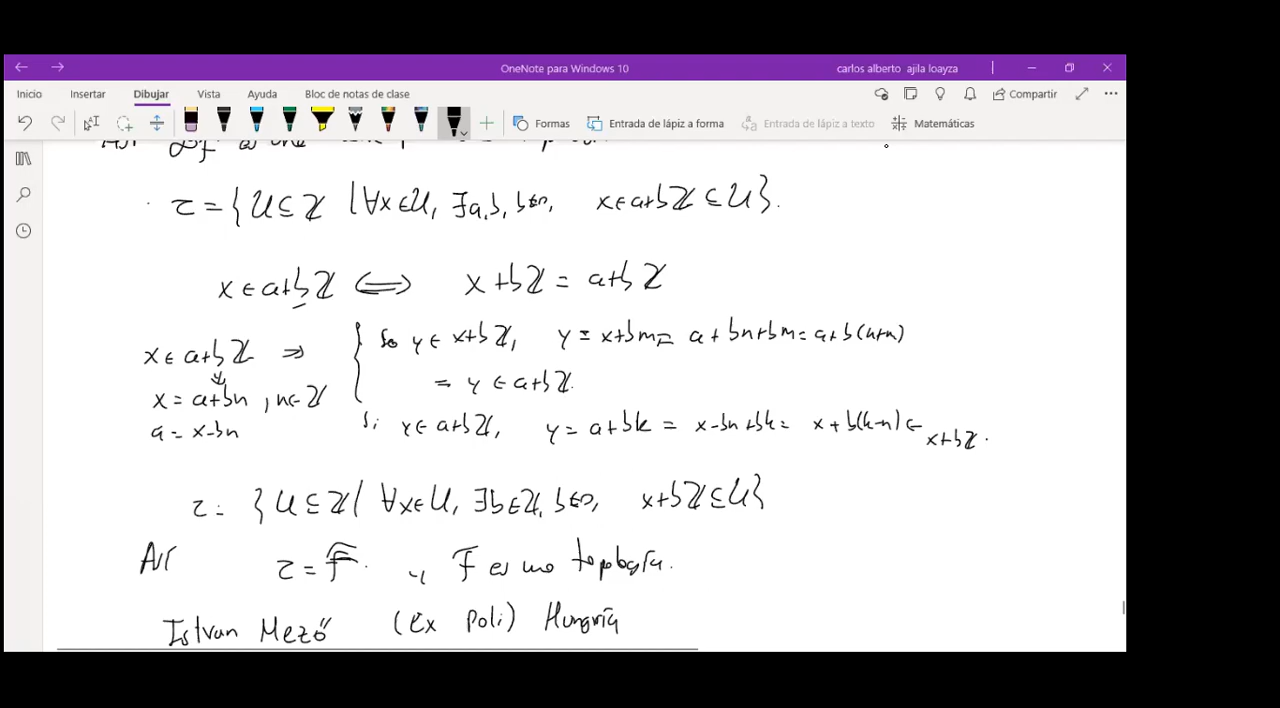 OneNote para Windows 10
carlos alberto ajila loayza
Inicio Insertar Dibujar Vista Ayuda Bloc de notas de clase
Compartir
Formas Entrada de lápiz a forma Entrada de lápiz a texto Matemáticas
τ = { U ⊆ ℤ | ∀x∈U, ∃a,b, b≠0, x∈a+bℤ ⊆ U }.
x ∈ a+bℤ ⟺ x+bℤ = a+bℤ
x ∈ a+bℤ ⇒ { y ∈ x+bℤ, y = x+bm = a+bn+bm = a+b(n+m)
x = a+bn, n∈ℤ = y ∈ a+bℤ.
a = x-bn Si y∈ a+bℤ, y = a+bk = x-bn+bk = x+b(k-n) ∈ x+bℤ.
τ = { U ⊆ ℤ | ∀x∈U, ∃b∈ℤ, b≠0, x+bℤ ⊆ U }
τ = F. y F es una topología.
Istvan Mező (Ex Poli) Hungría